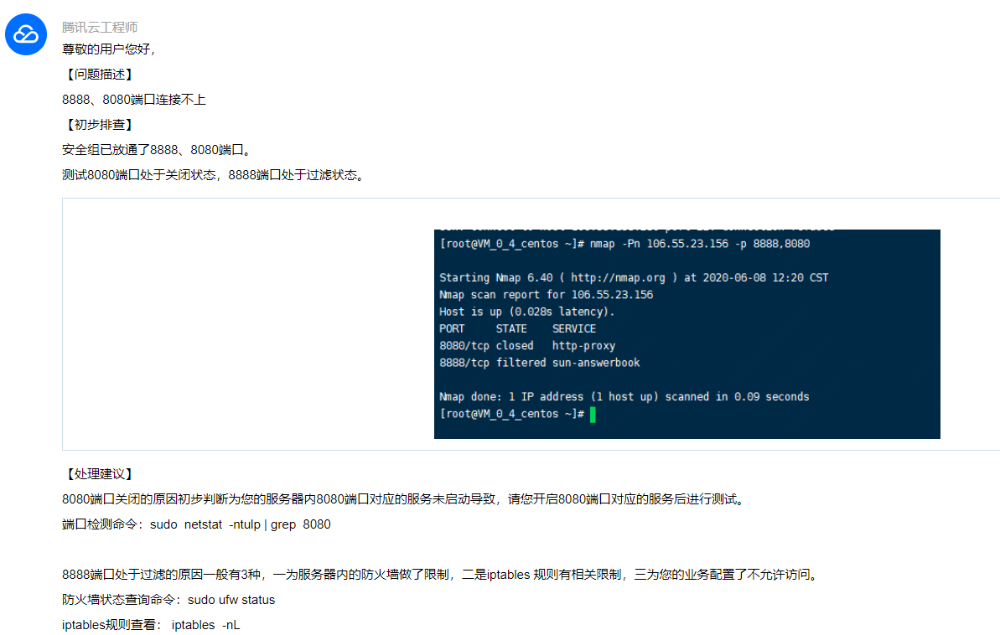 腾讯云工程师
尊敬的用户您好，
【问题描述】
8888、8080端口连接不上
【初步排查】
安全组已放通了8888、8080端口。
测试8080端口处于关闭状态，8888端口处于过滤状态。
[root@VM_0_4_centos ~]# nmap -Pn 106.55.23.156 -p 8888,8080
Starting Nmap 6.40 ( http://nmap.org ) at 2020-06-08 12:20 CST
Nmap scan report for 106.55.23.156
Host is up (0.028s latency).
PORT     STATE    SERVICE
8080/tcp closed   http-proxy
8888/tcp filtered sun-answerbook
Nmap done: 1 IP address (1 host up) scanned in 0.09 seconds
[root@VM_0_4_centos ~]#
【处理建议】
8080端口关闭的原因初步判断为您的服务器内8080端口对应的服务未启动导致，请您开启8080端口对应的服务后进行测试。
端口检测命令：sudo  netstat  -ntulp | grep  8080
8888端口处于过滤的原因一般有3种，一为服务器内的防火墙做了限制，二是iptables 规则有相关限制，三为您的业务配置了不允许访问。
防火墙状态查询命令：sudo ufw status
iptables规则查看： iptables  -nL